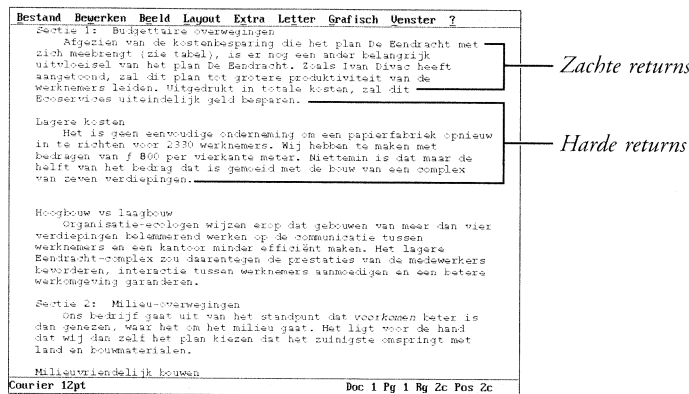 Bestand Bewerken Beeld Layout Extra Letter Grafisch Venster ?
Sectie 1: Budgettaire overwegingen
Afgezien van de kostenbesparing die het plan De Eendracht met
zich meebrengt (zie tabel), is er nog een ander belangrijk
uitvloeisel van het plan De Eendracht. Zoals Ivan Divac heeft
aangetoond, zal dit plan tot grotere produktiviteit van de
werknemers leiden. Uitgedrukt in totale kosten, zal dit
Ecoservices uiteindelijk geld besparen.
Zachte returns
Lagere kosten
Het is geen eenvoudige onderneming om een papierfabriek opnieuw
in te richten voor 2330 werknemers. Wij hebben te maken met
bedragen van ƒ 800 per vierkante meter. Niettemin is dat maar de
helft van het bedrag dat is gemoeid met de bouw van een complex
van zeven verdiepingen.
Harde returns
Hoogbouw vs laagbouw
Organisatie-ecologen wijzen erop dat gebouwen van meer dan vier
verdiepingen belemmerend werken op de communicatie tussen
werknemers en een kantoor minder efficiënt maken. Het lagere
Eendracht-complex zou daarentegen de prestaties van de medewerkers
bevorderen, interactie tussen werknemers aanmoedigen en een betere
werkomgeving garanderen.
Sectie 2: Milieu-overwegingen
Ons bedrijf gaat uit van het standpunt dat voorkomen beter is
dan genezen, waar het om het milieu gaat. Het ligt voor de hand
dat wij dan zelf het plan kiezen dat het zuinigste omspringt met
land en bouwmaterialen.
Milieuvriendelijk bouwen
Courier 12pt Doc 1 Pg 1 Rg 2c Pos 2c